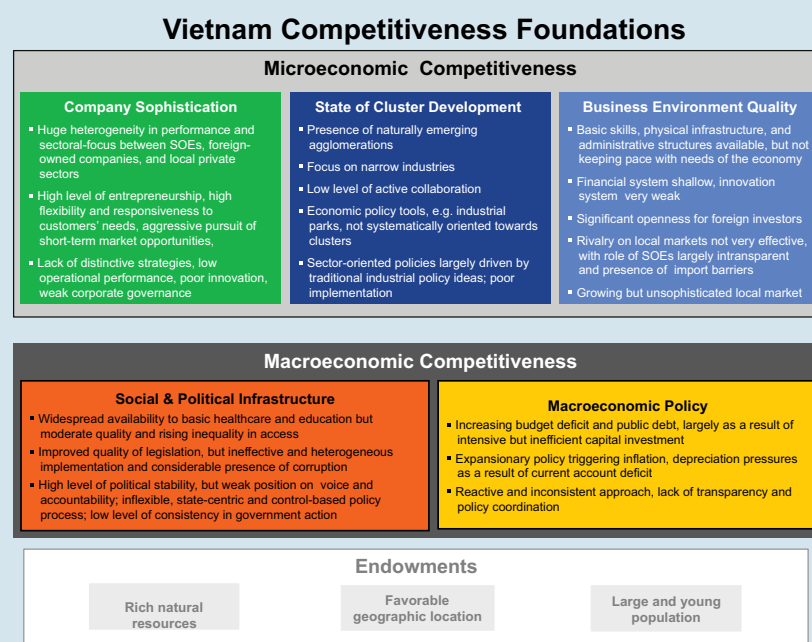 Vietnam Competitiveness Foundations
Microeconomic Competitiveness
Company Sophistication
▪ Huge heterogeneity in performance and
sectoral-focus between SOEs, foreign-
owned companies, and local private
sectors
▪ High level of entrepreneurship, high
flexibility and responsiveness to
customers' needs, aggressive pursuit of
short-term market opportunities,
▪ Lack of distinctive strategies, low
operational performance, poor innovation,
weak corporate governance
State of Cluster Development
▪ Presence of naturally emerging
agglomerations
▪ Focus on narrow industries
▪ Low level of active collaboration
▪ Economic policy tools, e.g. industrial
parks, not systematically oriented towards
clusters
▪ Sector-oriented policies largely driven by
traditional industrial policy ideas; poor
implementation
Business Environment Quality
▪ Basic skills, physical infrastructure, and
administrative structures available, but not
keeping pace with needs of the economy
▪ Financial system shallow, innovation
system very weak
▪ Significant openness for foreign investors
▪ Rivalry on local markets not very effective,
with role of SOEs largely intransparent
and presence of import barriers
▪ Growing but unsophisticated local market
Macroeconomic Competitiveness
Social & Political Infrastructure
▪ Widespread availability to basic healthcare and education but
moderate quality and rising inequality in access
▪ Improved quality of legislation, but ineffective and heterogeneous
implementation and considerable presence of corruption
▪ High level of political stability, but weak position on voice and
accountability; inflexible, state-centric and control-based policy
process; low level of consistency in government action
Macroeconomic Policy
▪ Increasing budget deficit and public debt, largely as a result of
intensive but inefficient capital investment
▪ Expansionary policy triggering inflation, depreciation pressures
as a result of current account deficit
▪ Reactive and inconsistent approach, lack of transparency and
policy coordination
Endowments
Rich natural
resources
Favorable
geographic location
Large and young
population